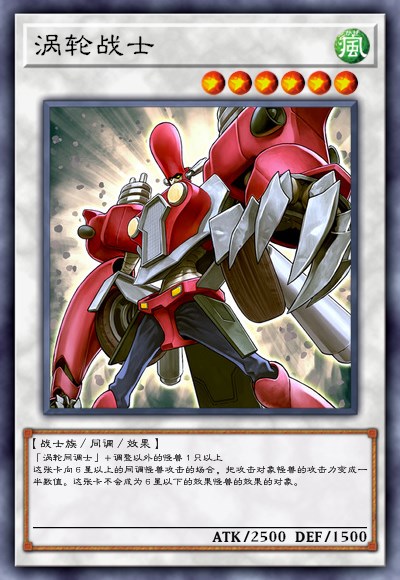 涡轮战士
風
【战士族／同调／效果】
「涡轮同调士」＋调整以外的怪兽１只以上
这张卡向６星以上的同调怪兽攻击的场合，把攻击对象怪兽的攻击力变成一
半数值。这张卡不会成为６星以下的效果怪兽的效果的对象。
ATK/2500 DEF/1500